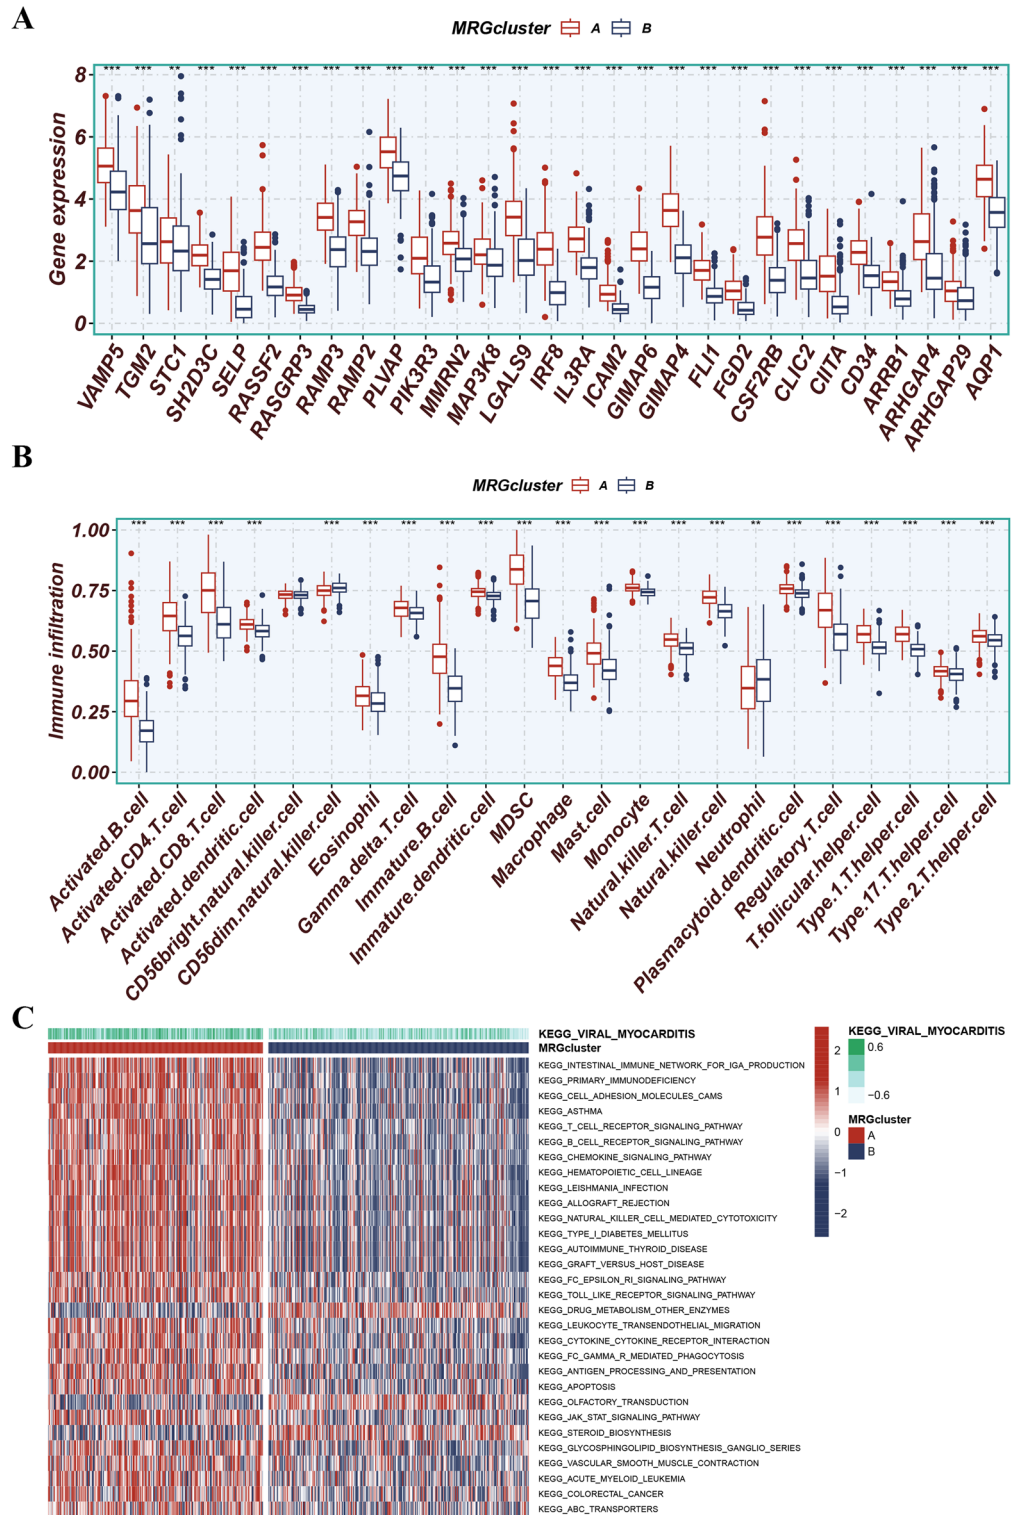 A
MRGcluster A B
Gene expression
8
6
4
2
0
** *** ** *** *** *** *** *** *** *** *** *** *** *** *** *** *** *** *** *** *** *** *** *** *** *** *** *** ***
VAMP5
TGM2
STC1
SH2D3C
SELP
RASSF2
RASGRP3
RAMP3
RAMP2
PLVAP
PIK3R3
MMRN2
MAP3K8
LGALS9
IRF8
IL3RA
ICAM2
GIMAP6
GIMAP4
FLI1
FGD2
CSF2RB
CLIC2
CIITA
CD34
ARRB1
ARHGAP4
ARHGAP29
AQP1
B
MRGcluster A B
Immune infiltration
1.00
0.75
0.50
0.25
0.00
*** *** *** *** *** *** *** *** *** *** *** *** *** *** *** ** *** *** *** *** *** ***
Activated.B.cell
Activated.CD4.T.cell
Activated.CD8.T.cell
Activated.dendritic.cell
CD56bright.natural.killer.cell
CD56dim.natural.killer.cell
Eosinophil
Gamma.delta.T.cell
Immature.B.cell
Immature.dendritic.cell
MDSC
Macrophage
Mast.cell
Monocyte
Natural.killer.T.cell
Natural.killer.cell
Neutrophil
Plasmacytoid.dendritic.cell
Regulatory.T.cell
T.follicular.helper.cell
Type.1.T.helper.cell
Type.17.T.helper.cell
Type.2.T.helper.cell
C
KEGG_VIRAL_MYOCARDITIS
MRGcluster
KEGG_INTESTINAL_IMMUNE_NETWORK_FOR_IGA_PRODUCTION
KEGG_PRIMARY_IMMUNODEFICIENCY
KEGG_CELL_ADHESION_MOLECULES_CAMS
KEGG_ASTHMA
KEGG_T_CELL_RECEPTOR_SIGNALING_PATHWAY
KEGG_B_CELL_RECEPTOR_SIGNALING_PATHWAY
KEGG_CHEMOKINE_SIGNALING_PATHWAY
KEGG_HEMATOPOIETIC_CELL_LINEAGE
KEGG_LEISHMANIA_INFECTION
KEGG_ALLOGRAFT_REJECTION
KEGG_NATURAL_KILLER_CELL_MEDIATED_CYTOTOXICITY
KEGG_TYPE_I_DIABETES_MELLITUS
KEGG_AUTOIMMUNE_THYROID_DISEASE
KEGG_GRAFT_VERSUS_HOST_DISEASE
KEGG_FC_EPSILON_RI_SIGNALING_PATHWAY
KEGG_TOLL_LIKE_RECEPTOR_SIGNALING_PATHWAY
KEGG_DRUG_METABOLISM_OTHER_ENZYMES
KEGG_LEUKOCYTE_TRANSENDOTHELIAL_MIGRATION
KEGG_CYTOKINE_CYTOKINE_RECEPTOR_INTERACTION
KEGG_FC_GAMMA_R_MEDIATED_PHAGOCYTOSIS
KEGG_ANTIGEN_PROCESSING_AND_PRESENTATION
KEGG_APOPTOSIS
KEGG_OLFACTORY_TRANSDUCTION
KEGG_JAK_STAT_SIGNALING_PATHWAY
KEGG_STEROID_BIOSYNTHESIS
KEGG_GLYCOSPHINGOLIPID_BIOSYNTHESIS_GANGLIO_SERIES
KEGG_VASCULAR_SMOOTH_MUSCLE_CONTRACTION
KEGG_ACUTE_MYELOID_LEUKEMIA
KEGG_COLORECTAL_CANCER
KEGG_ABC_TRANSPORTERS
2
1
0
−1
−2
KEGG_VIRAL_MYOCARDITIS
0.6
−0.6
MRGcluster
A
B